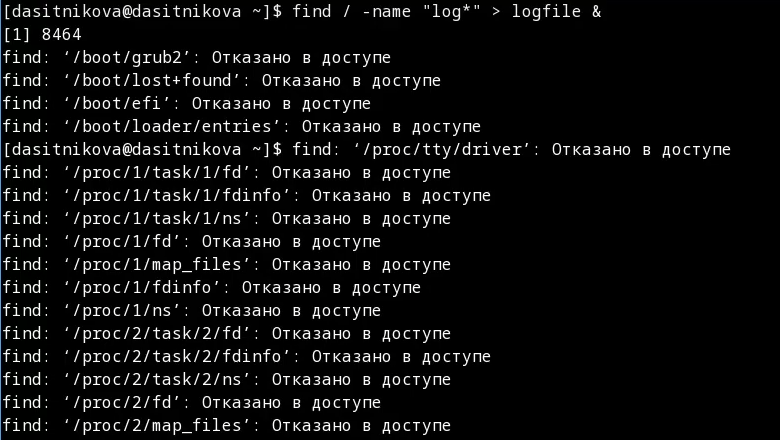 [dasitnikova@dasitnikova ~]$ find / -name "log*" > logfile &
[1] 8464
find: ‘/boot/grub2’: Отказано в доступе
find: ‘/boot/lost+found’: Отказано в доступе
find: ‘/boot/efi’: Отказано в доступе
find: ‘/boot/loader/entries’: Отказано в доступе
[dasitnikova@dasitnikova ~]$ find: ‘/proc/tty/driver’: Отказано в доступе
find: ‘/proc/1/task/1/fd’: Отказано в доступе
find: ‘/proc/1/task/1/fdinfo’: Отказано в доступе
find: ‘/proc/1/task/1/ns’: Отказано в доступе
find: ‘/proc/1/fd’: Отказано в доступе
find: ‘/proc/1/map_files’: Отказано в доступе
find: ‘/proc/1/fdinfo’: Отказано в доступе
find: ‘/proc/1/ns’: Отказано в доступе
find: ‘/proc/2/task/2/fd’: Отказано в доступе
find: ‘/proc/2/task/2/fdinfo’: Отказано в доступе
find: ‘/proc/2/task/2/ns’: Отказано в доступе
find: ‘/proc/2/fd’: Отказано в доступе
find: ‘/proc/2/map_files’: Отказано в доступе